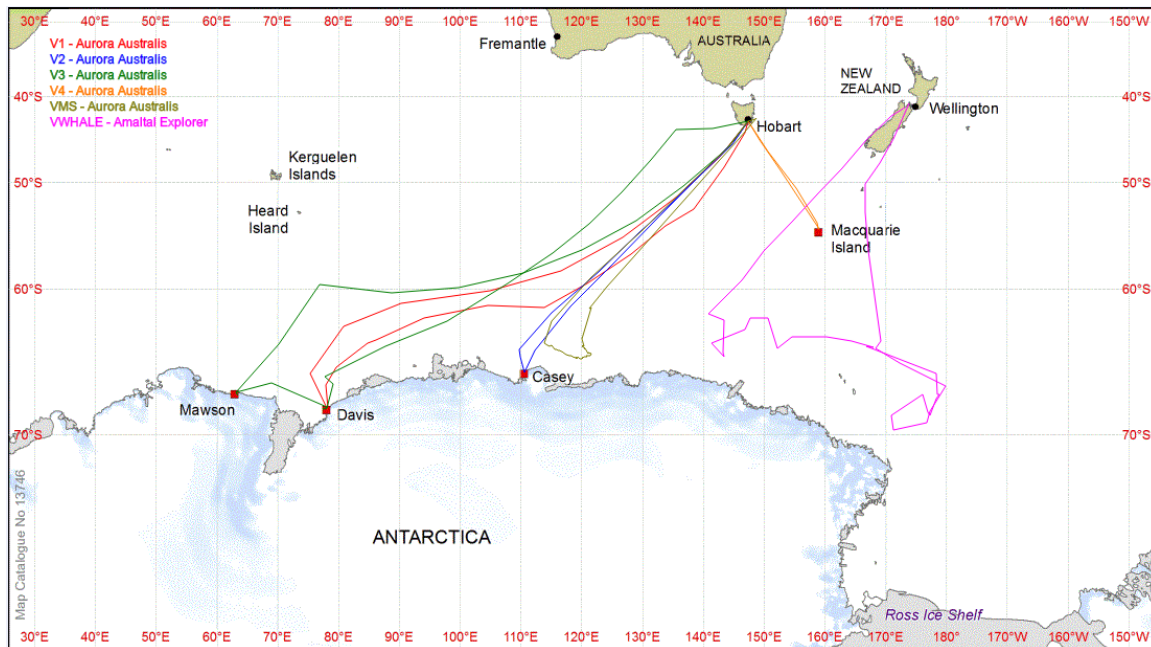 30°E 40°E 50°E 60°E 70°E 80°E 90°E 100°E 110°E 120°E 130°E 140°E 150°E 160°E 170°E 180° 170°W 160°W 150°W
V1 - Aurora Australis
V2 - Aurora Australis
V3 - Aurora Australis
V4 - Aurora Australis
VMS - Aurora Australis
VWHALE - Amaltal Explorer
Fremantle
AUSTRALIA
NEW
ZEALAND
40°S
40°S
Wellington
Hobart
Kerguelen
Islands
50°S
50°S
Heard
Island
Macquarie
Island
60°S
60°S
Casey
Mawson
Davis
70°S
70°S
ANTARCTICA
Map Catalogue No 13746
Ross Ice Shelf
30°E 40°E 50°E 60°E 70°E 80°E 90°E 100°E 110°E 120°E 130°E 140°E 150°E 160°E 170°E 180° 170°W 160°W 150°W